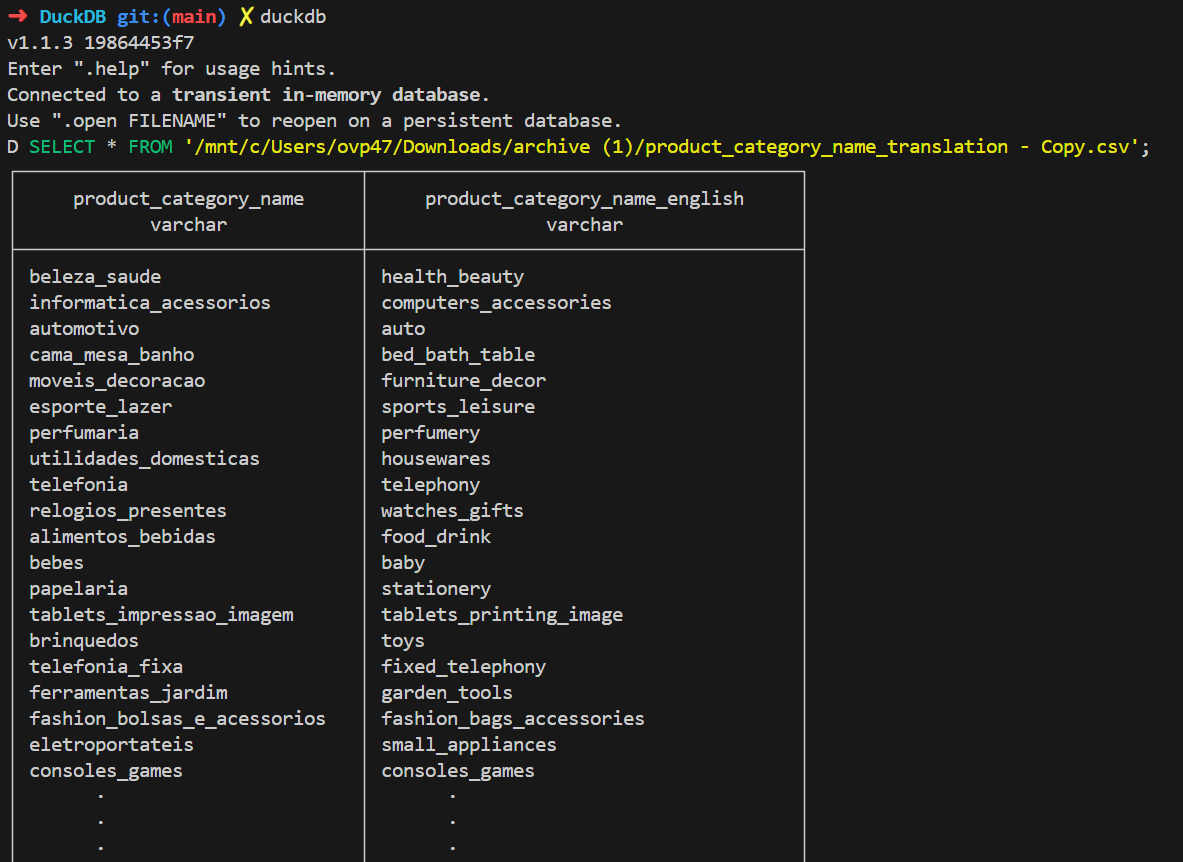 ➜ DuckDB git:(main) ✗ duckdb
v1.1.3 19864453f7
Enter ".help" for usage hints.
Connected to a transient in-memory database.
Use ".open FILENAME" to reopen on a persistent database.
D SELECT * FROM '/mnt/c/Users/ovp47/Downloads/archive (1)/product_category_name_translation - Copy.csv';
product_category_name product_category_name_english
varchar varchar
beleza_saude health_beauty
informatica_acessorios computers_accessories
automotivo auto
cama_mesa_banho bed_bath_table
moveis_decoracao furniture_decor
esporte_lazer sports_leisure
perfumaria perfumery
utilidades_domesticas housewares
telefonia telephony
relogios_presentes watches_gifts
alimentos_bebidas food_drink
bebes baby
papelaria stationery
tablets_impressao_imagem tablets_printing_image
brinquedos toys
telefonia_fixa fixed_telephony
ferramentas_jardim garden_tools
fashion_bolsas_e_acessorios fashion_bags_accessories
eletroportateis small_appliances
consoles_games consoles_games
. .
. .
. .